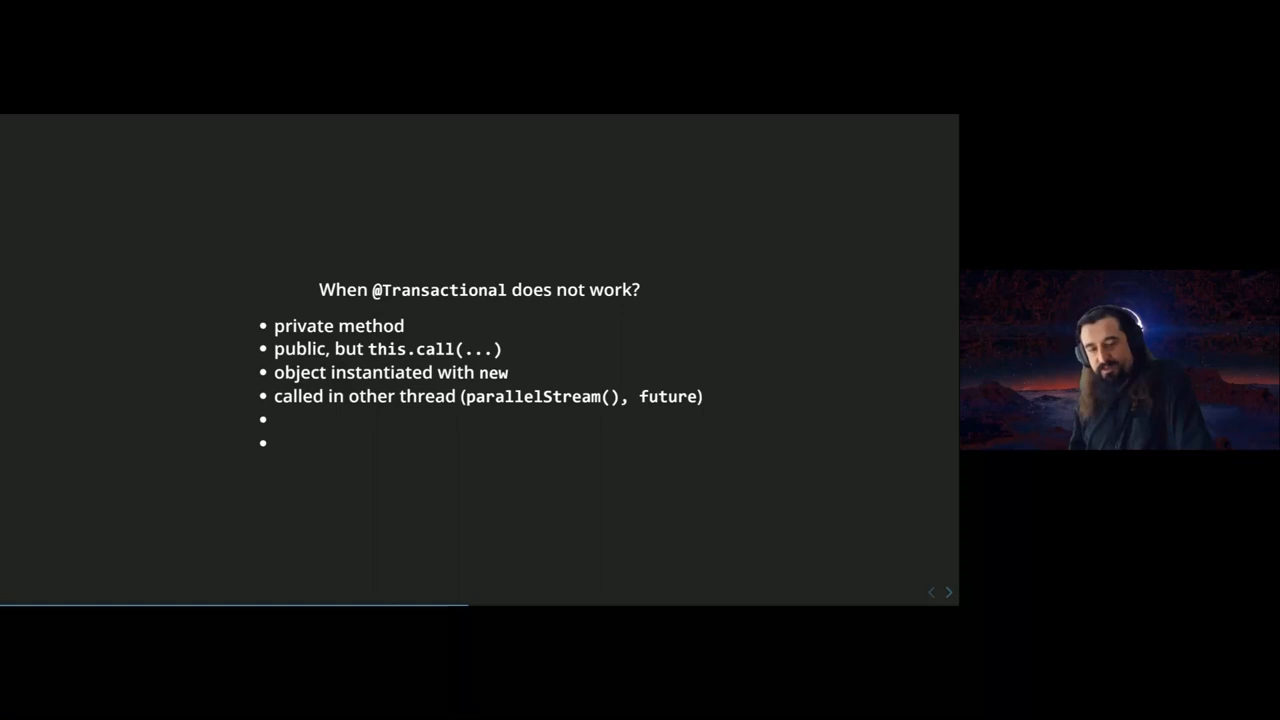 When @Transactional does not work?
• private method
• public, but this.call(...)
• object instantiated with new
• called in other thread (parallelStream(), future)
•
•